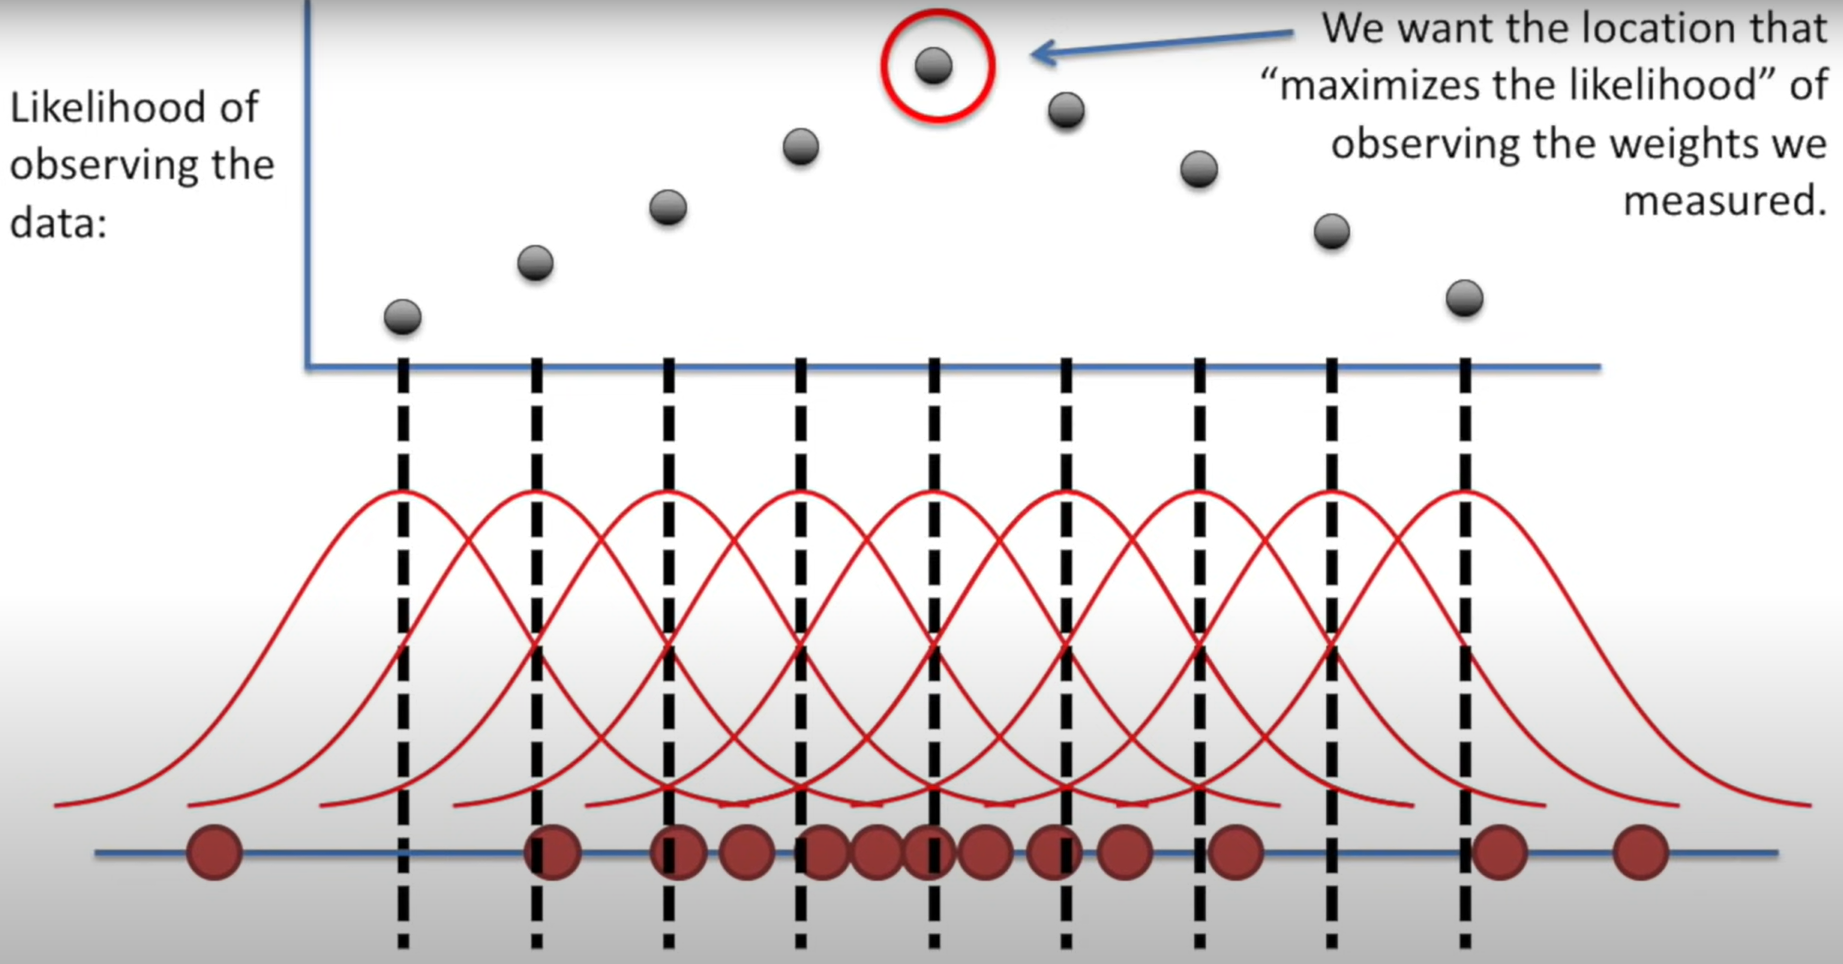 Likelihood of
observing the
data:
We want the location that
“maximizes the likelihood” of
observing the weights we
measured.